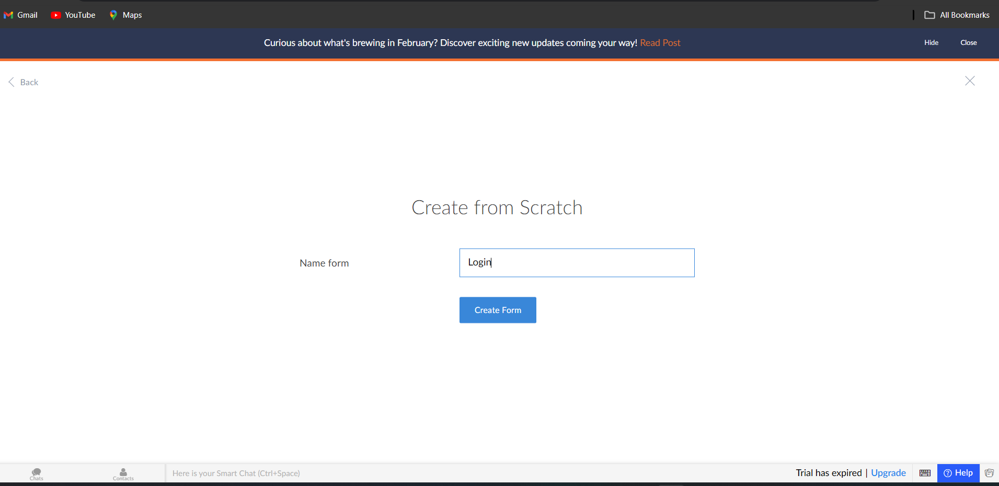 Gmail YouTube Maps All Bookmarks
Curious about what's brewing in February? Discover exciting new updates coming your way! Read Post Hide Close
Back
Create from Scratch
Name form Login
Create Form
Chats Contacts Here is your Smart Chat (Ctrl+Space) Trial has expired | Upgrade Help